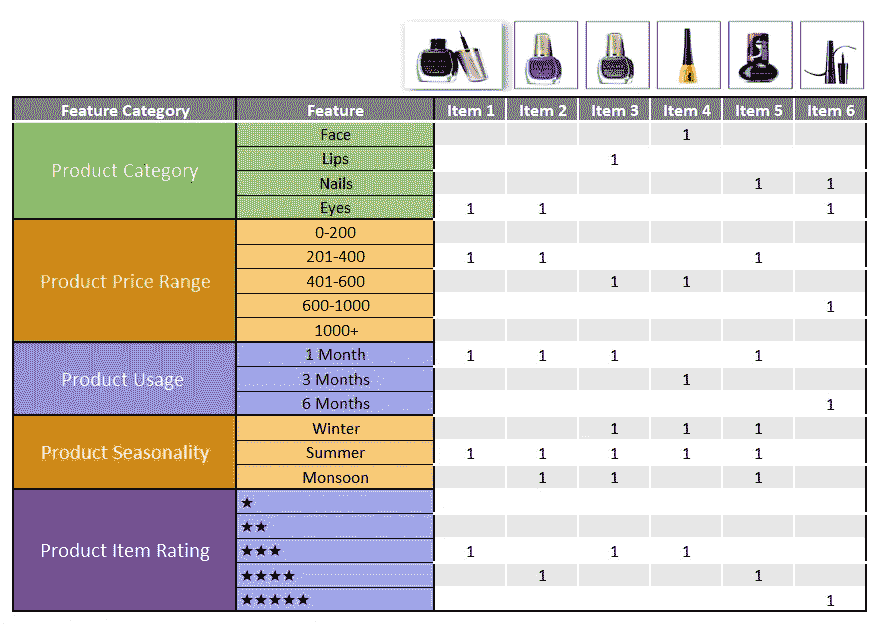 Feature Category Feature Item 1 Item 2 Item 3 Item 4 Item 5 Item 6
Product Category
Face 1
Lips 1
Nails 1 1
Eyes 1 1 1
Product Price Range
0-200
201-400 1 1 1
401-600 1 1
600-1000 1
1000+
Product Usage
1 Month 1 1 1 1
3 Months 1
6 Months 1
Product Seasonality
Winter 1 1 1
Summer 1 1 1 1 1
Monsoon 1 1 1
Product Item Rating
★
★★
★★★ 1 1 1
★★★★ 1 1
★★★★★ 1